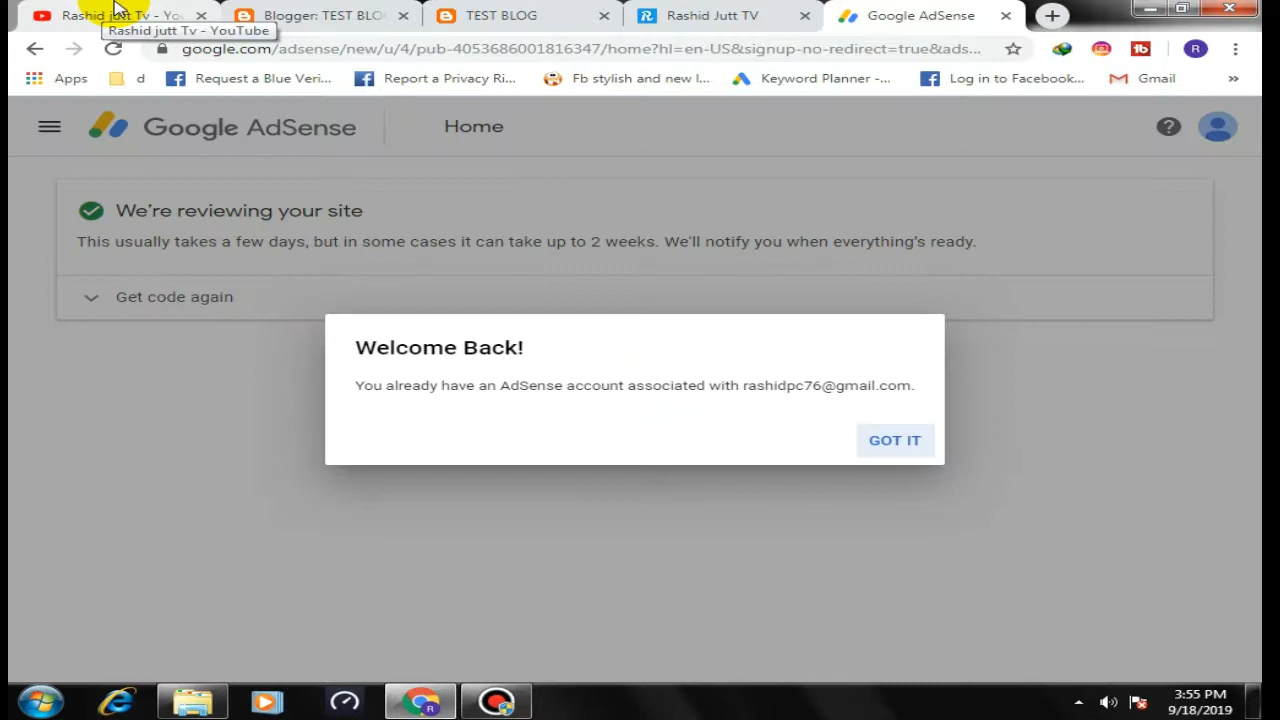 Rashid jutt Tv - Yo
Blogger: TEST BLO
TEST BLOG
Rashid Jutt TV
Google AdSense
Rashid jutt Tv - YouTube
google.com/adsense/new/u/4/pub-4053686001816347/home?hl=en-US&signup-no-redirect=true&ads...
tb
R
Apps
d
Request a Blue Veri...
Report a Privacy Ri...
Fb stylish and new l...
Keyword Planner -...
Log in to Facebook...
Gmail
»
Google AdSense
Home
We're reviewing your site
This usually takes a few days, but in some cases it can take up to 2 weeks. We'll notify you when everything's ready.
Get code again
Welcome Back!
You already have an AdSense account associated with rashidpc76@gmail.com.
GOT IT
R
3:55 PM
9/18/2019